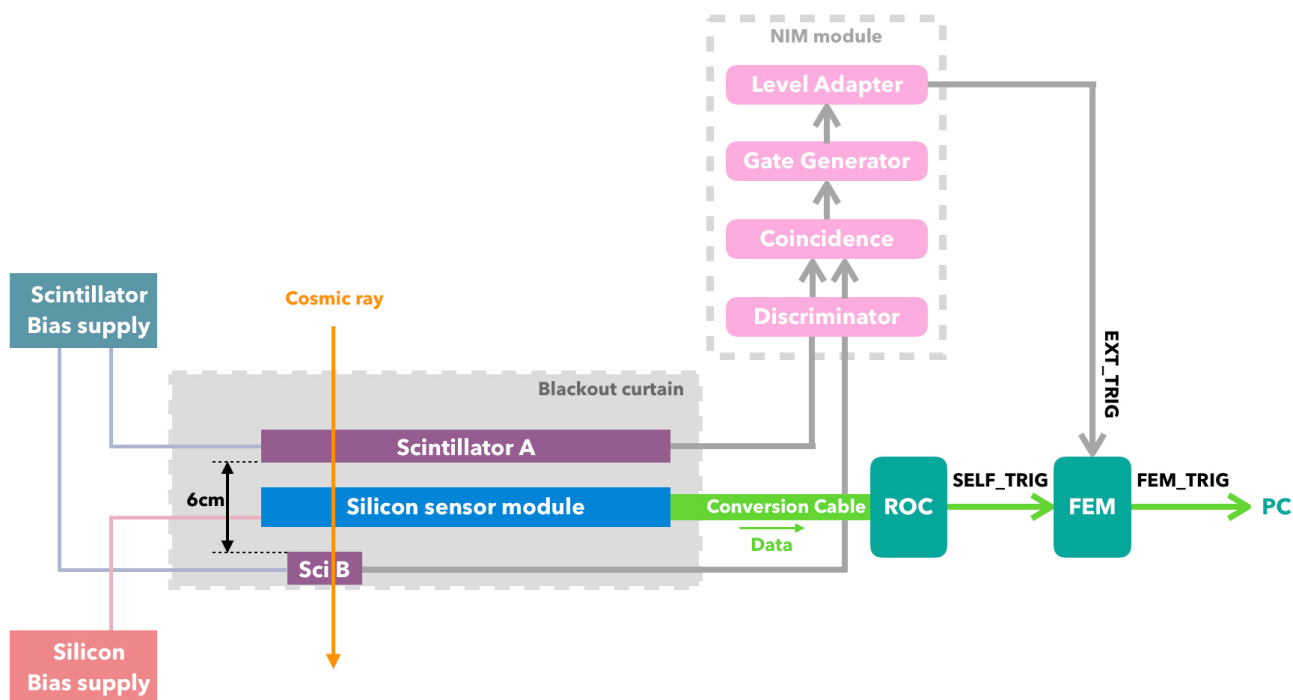 NIM module
Level Adapter
Gate Generator
Coincidence
Discriminator
Scintillator
Bias supply
Cosmic ray
Blackout curtain
Scintillator A
6cm
Silicon sensor module
Sci B
Conversion Cable
Data
ROC
SELF_TRIG
EXT_TRIG
FEM
FEM_TRIG
PC
Silicon
Bias supply